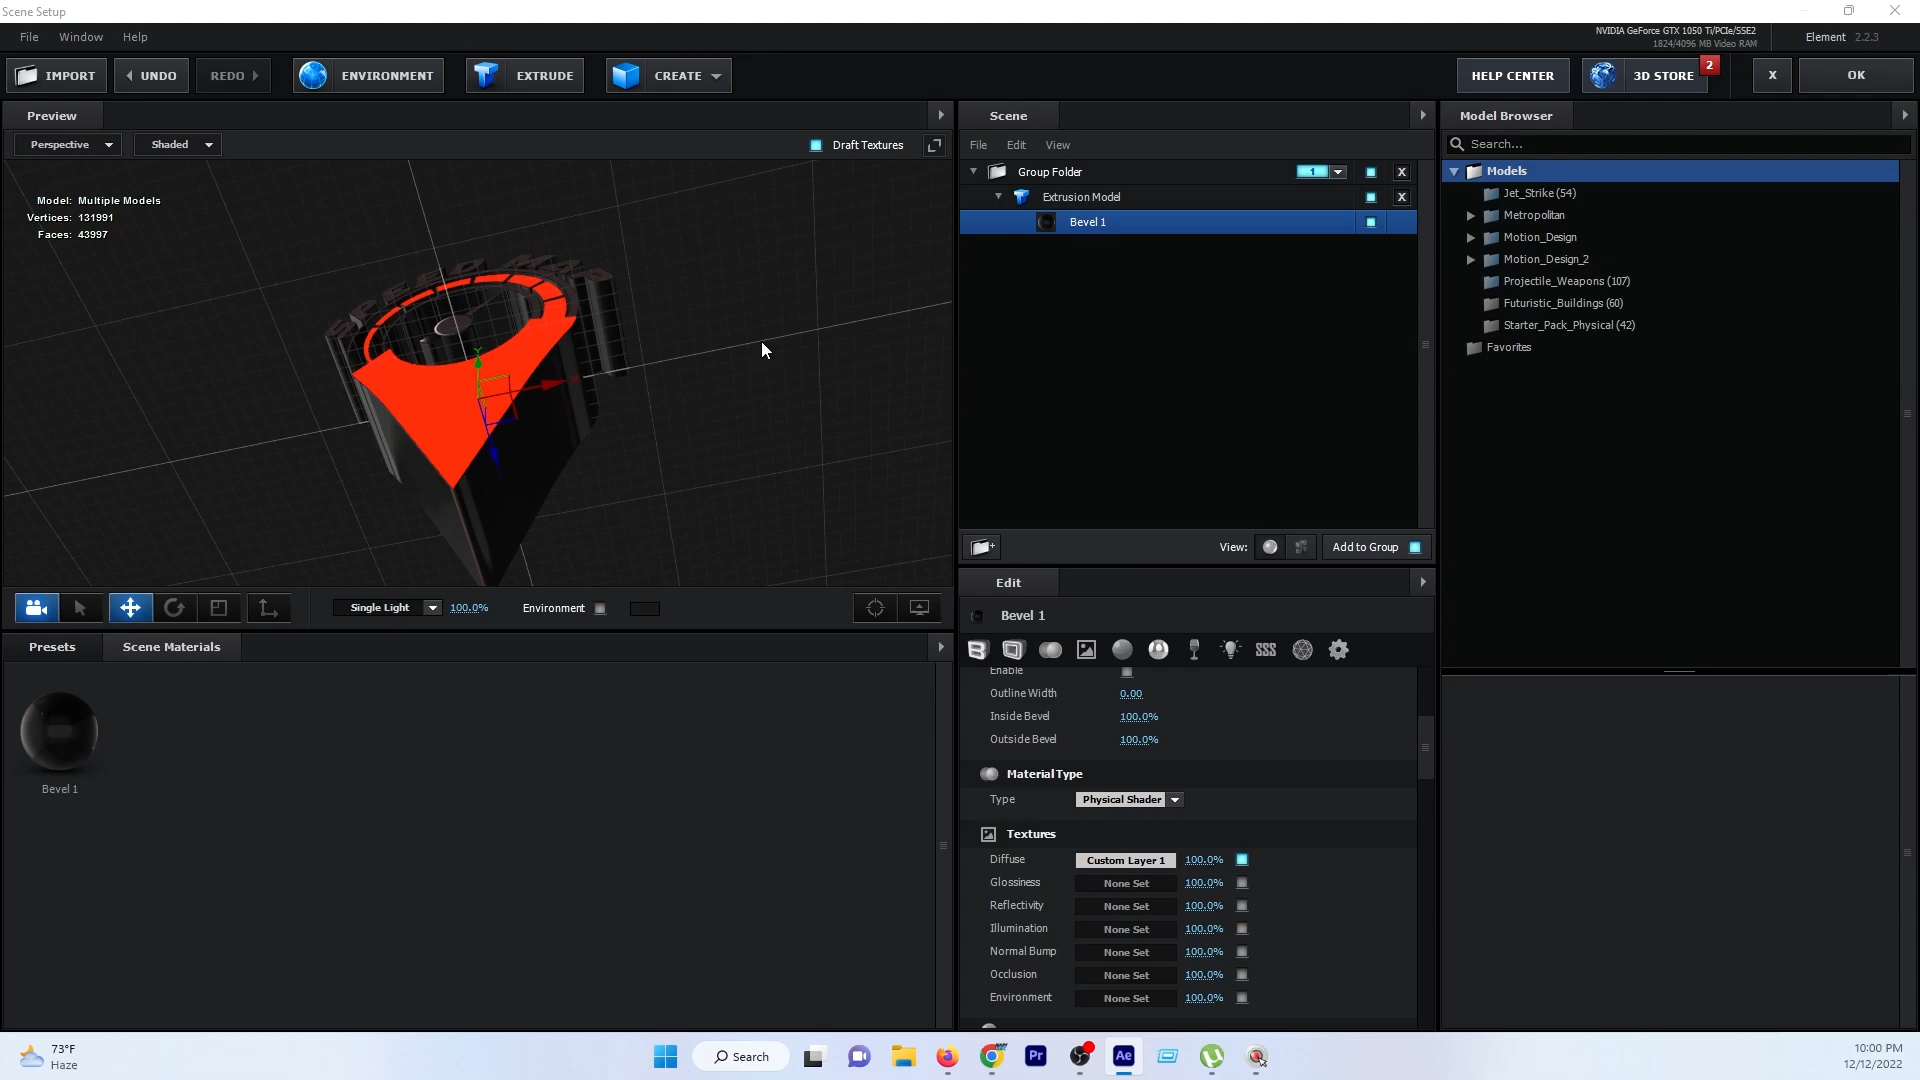 Scene Setup
File Window Help
NVIDIA GeForce GTX 1050 Ti/PCIe/SSE2
1824/4096 MB Video RAM
Element 2.2.3
IMPORT
UNDO
REDO
ENVIRONMENT
EXTRUDE
CREATE
HELP CENTER
3D STORE
2
X
OK
Preview
Perspective
Shaded
Draft Textures
Model: Multiple Models
Vertices: 131991
Faces: 43997
Single Light
100.0%
Environment
Presets
Scene Materials
Bevel 1
Scene
File Edit View
Group Folder
1
X
Extrusion Model
X
Bevel 1
View:
Add to Group
Edit
Bevel 1
Enable
Outline Width 0.00
Inside Bevel 100.0%
Outside Bevel 100.0%
Material Type
Type Physical Shader
Textures
Diffuse Custom Layer 1 100.0%
Glossiness None Set 100.0%
Reflectivity None Set 100.0%
Illumination None Set 100.0%
Normal Bump None Set 100.0%
Occlusion None Set 100.0%
Environment None Set 100.0%
Model Browser
Search...
Models
Jet_Strike (54)
Metropolitan
Motion_Design
Motion_Design_2
Projectile_Weapons (107)
Futuristic_Buildings (60)
Starter_Pack_Physical (42)
Favorites
73°F
Haze
Search
Pr
Ae
10:00 PM
12/12/2022